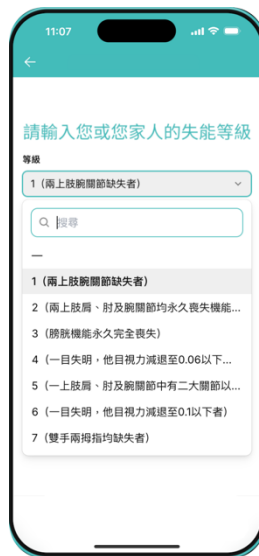 11:07
請輸入您或您家人的失能等級
等級
1（兩上肢腕關節缺失者）
搜尋
—
1（兩上肢腕關節缺失者）
2（兩上肢肩、肘及腕關節均永久喪失機能...
3（膀胱機能永久完全喪失）
4（一目失明，他目視力減退至0.06以下...
5（一上肢肩、肘及腕關節中有二大關節以...
6（一目失明，他目視力減退至0.1以下者）
7（雙手兩拇指均缺失者）